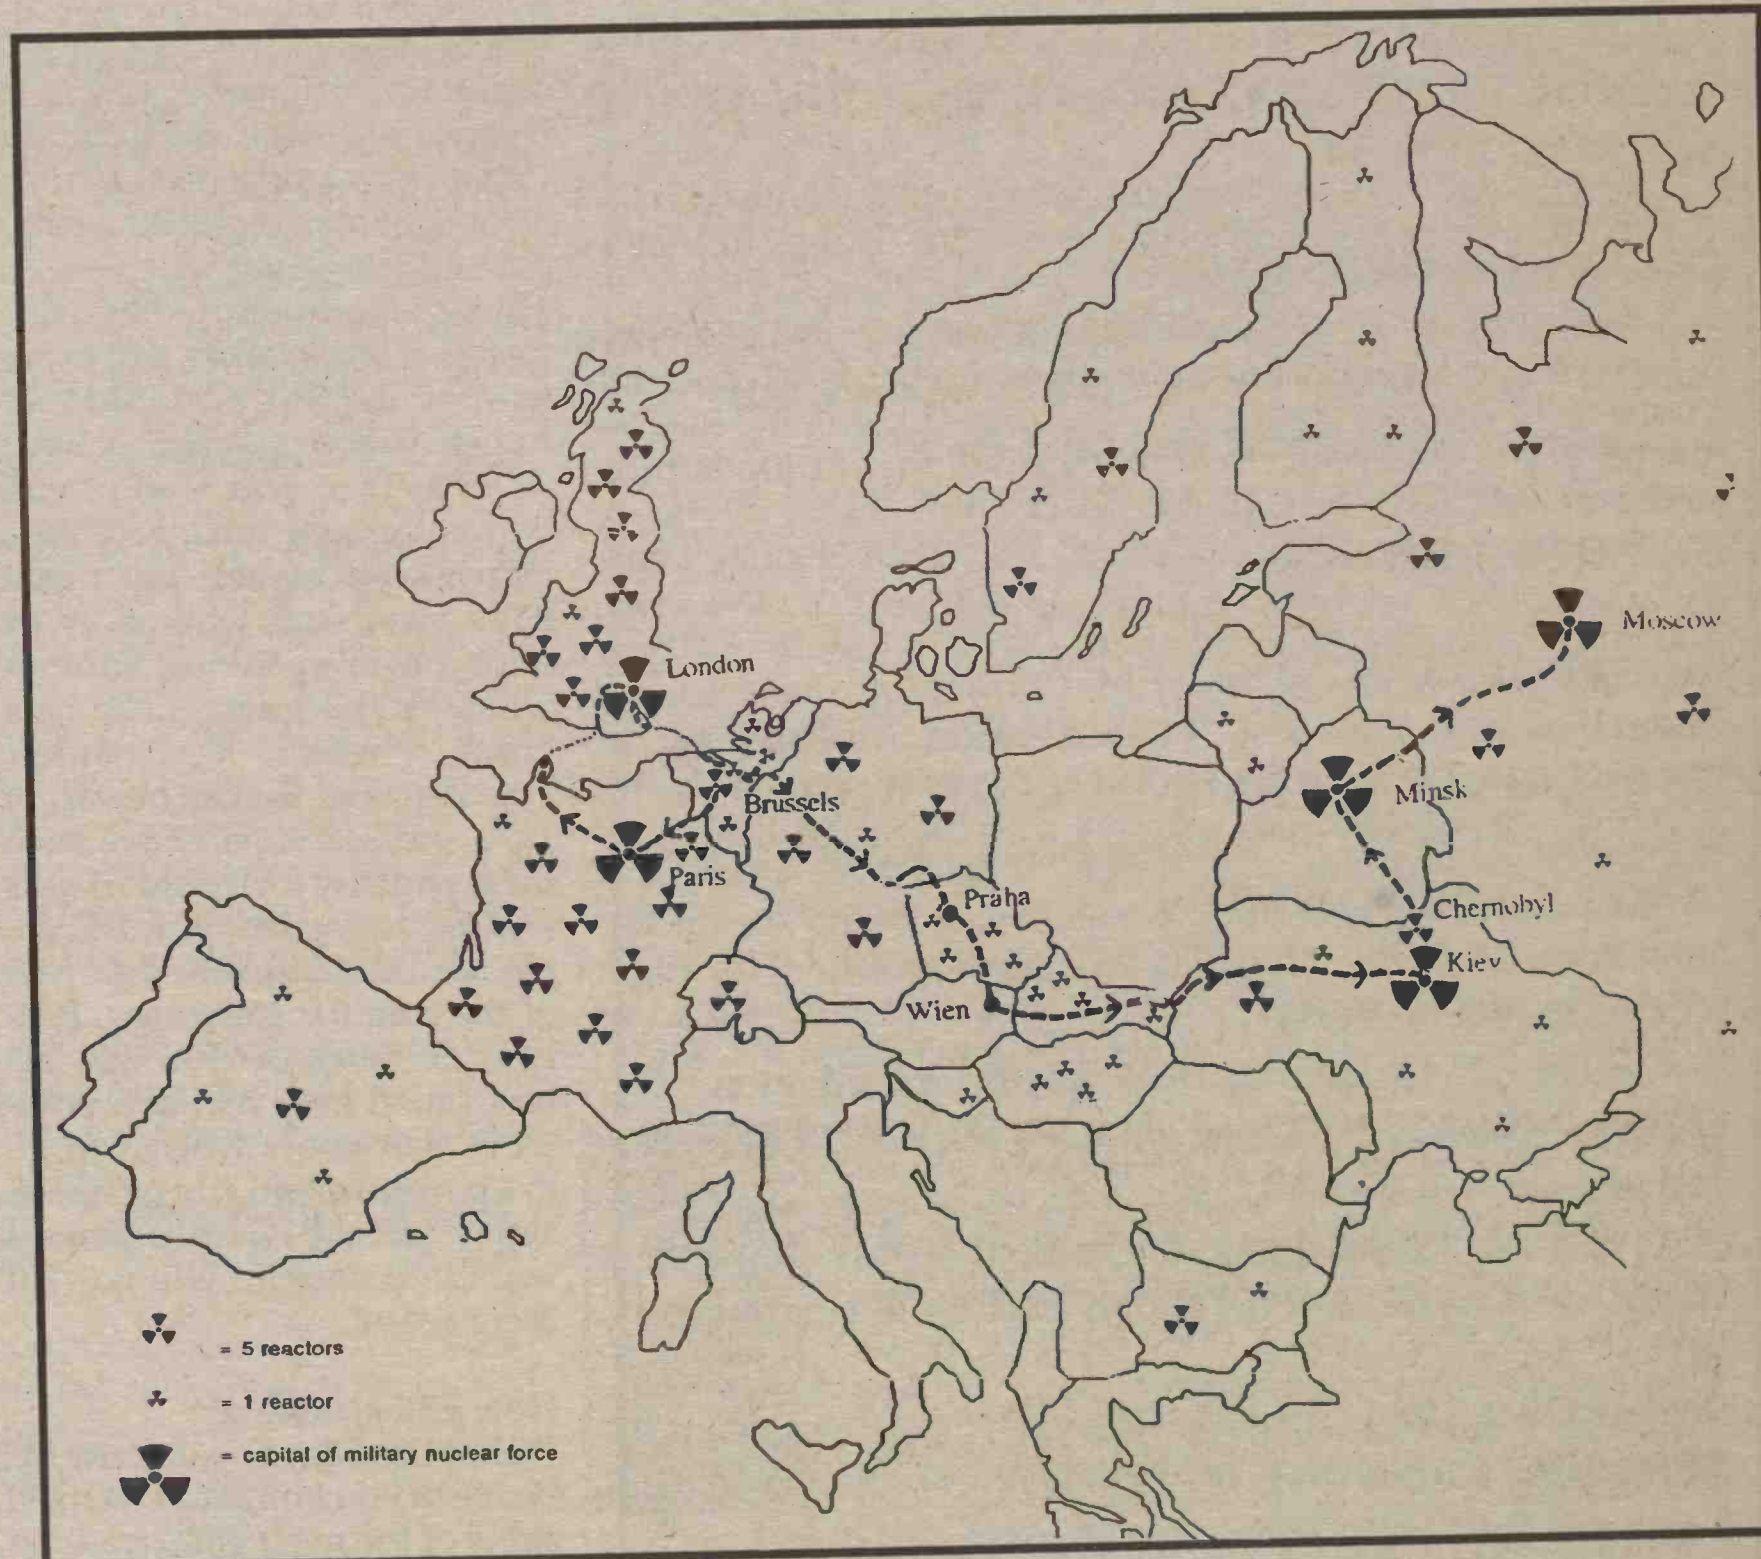 London
Moscow
Brussels
Minsk
Paris
Praha
Chernobyl
Kiev
Wien
= 5 reactors
= 1 reactor
= capital of military nuclear force